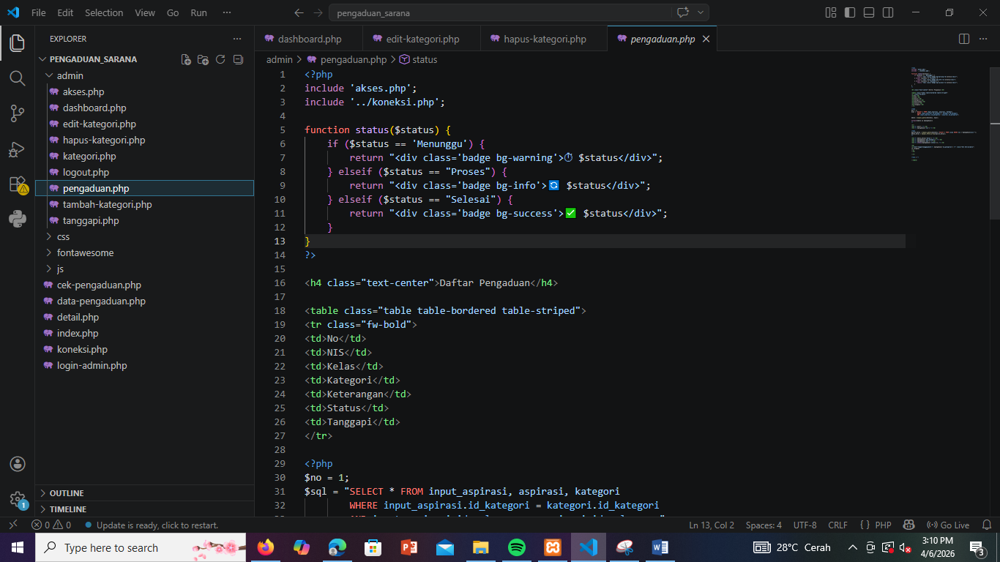 File Edit Selection View Go Run ···
pengaduan_sarana
EXPLORER ···
PENGADUAN_SARANA
admin
akses.php
dashboard.php
edit-kategori.php
hapus-kategori.php
kategori.php
logout.php
pengaduan.php
tambah-kategori.php
tanggapi.php
css
fontawesome
js
cek-pengaduan.php
data-pengaduan.php
detail.php
index.php
koneksi.php
login-admin.php
OUTLINE
TIMELINE
dashboard.php edit-kategori.php hapus-kategori.php pengaduan.php
admin > pengaduan.php > status
1 <?php
2 include 'akses.php';
3 include '../koneksi.php';
4
5 function status($status) {
6 if ($status == 'Menunggu') {
7 return "<div class='badge bg-warning'>⏱ $status</div>";
8 } elseif ($status == "Proses") {
9 return "<div class='badge bg-info'>🔄 $status</div>";
10 } elseif ($status == "Selesai") {
11 return "<div class='badge bg-success'>✅ $status</div>";
12 }
13 }
14 ?>
15
16 <h4 class="text-center">Daftar Pengaduan</h4>
17
18 <table class="table table-bordered table-striped">
19 <tr class="fw-bold">
20 <td>No</td>
21 <td>NIS</td>
22 <td>Kelas</td>
23 <td>Kategori</td>
24 <td>Keterangan</td>
25 <td>Status</td>
26 <td>Tanggapi</td>
27 </tr>
28
29 <?php
30 $no = 1;
31 $sql = "SELECT * FROM input_aspirasi, aspirasi, kategori
32 WHERE input_aspirasi.id_kategori = kategori.id_kategori
0 0 Update is ready, click to restart. Ln 13, Col 2 Spaces: 4 UTF-8 CRLF { } PHP Go Live
Type here to search
28°C Cerah
3:10 PM
4/6/2026
3
1